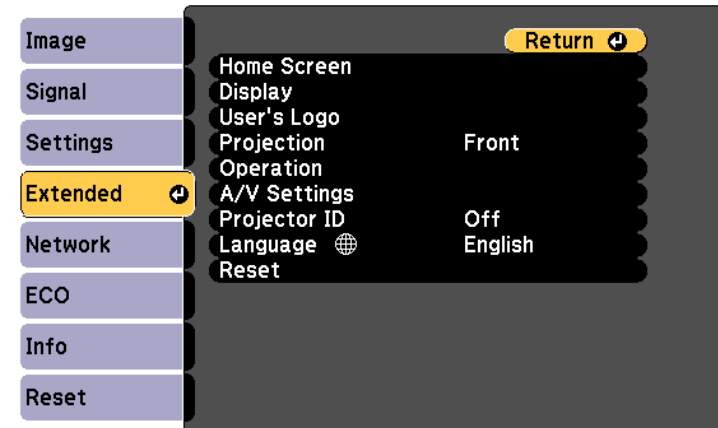 Image
Signal
Settings
Extended
Network
ECO
Info
Reset
Return
Home Screen
Display
User's Logo
Projection Front
Operation
A/V Settings
Projector ID Off
Language English
Reset